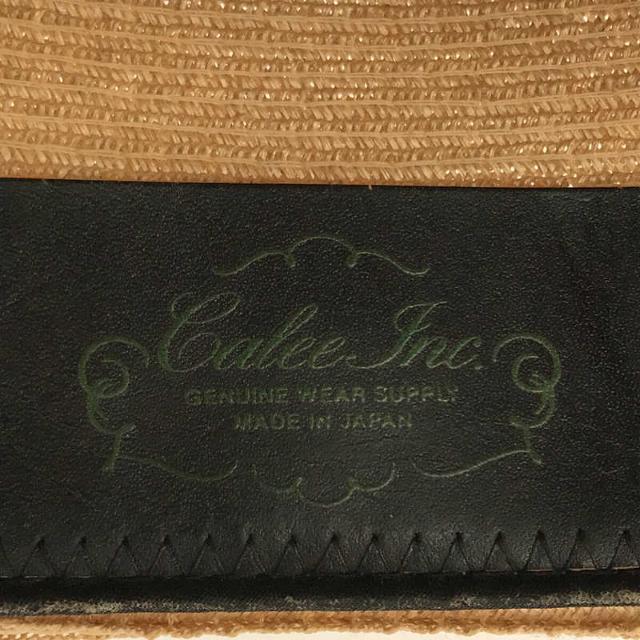 Calee Inc.
GENUINE WEAR SUPPLY
MADE IN JAPAN